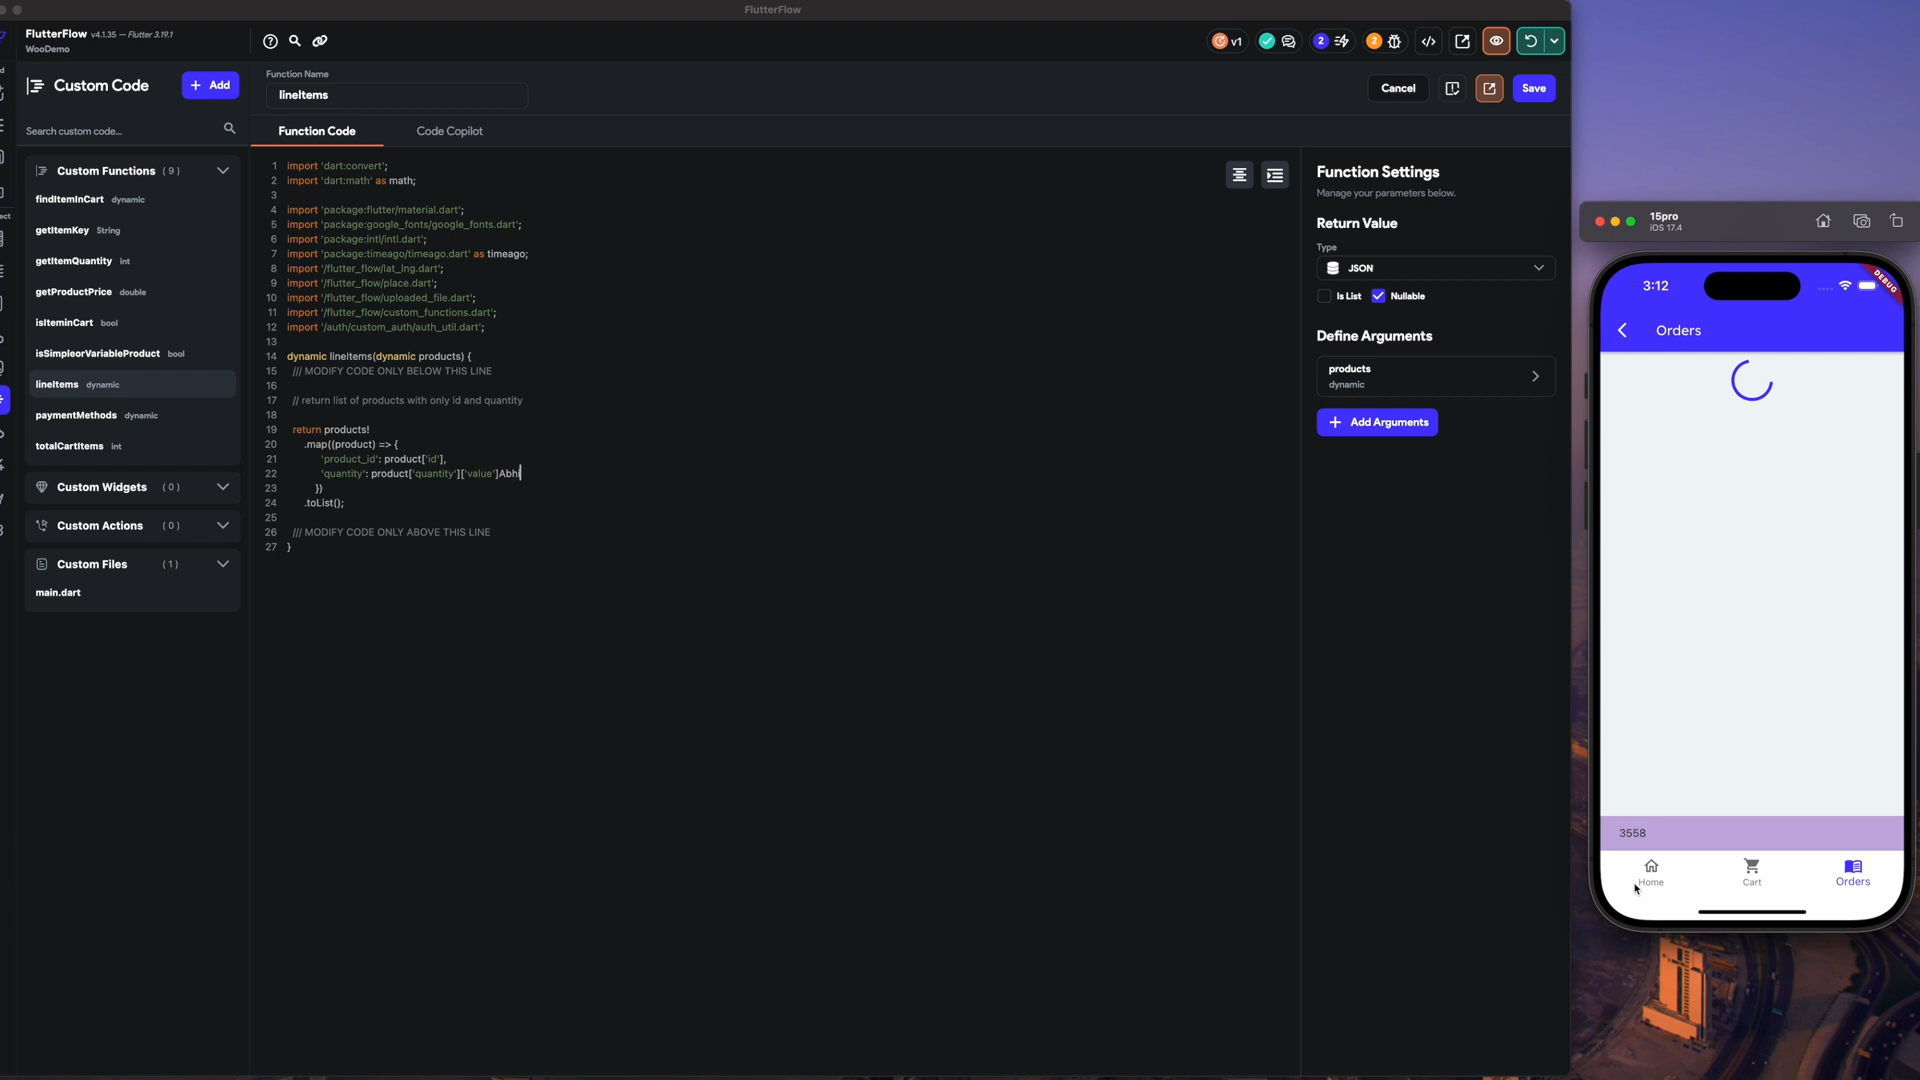 FlutterFlow
FlutterFlow v4.1.35 — Flutter 3.19.1
WooDemo
v1
2
2
Custom Code
+ Add
Search custom code...
Custom Functions (9)
findItemInCart dynamic
getItemKey String
getItemQuantity int
getProductPrice double
isIteminCart bool
isSimpleorVariableProduct bool
lineItems dynamic
paymentMethods dynamic
totalCartItems int
Custom Widgets (0)
Custom Actions (0)
Custom Files (1)
main.dart
Function Name
lineItems
Cancel
Save
Function Code
Code Copilot
1 import 'dart:convert';
2 import 'dart:math' as math;
3
4 import 'package:flutter/material.dart';
5 import 'package:google_fonts/google_fonts.dart';
6 import 'package:intl/intl.dart';
7 import 'package:timeago/timeago.dart' as timeago;
8 import '/flutter_flow/lat_lng.dart';
9 import '/flutter_flow/place.dart';
10 import '/flutter_flow/uploaded_file.dart';
11 import '/flutter_flow/custom_functions.dart';
12 import '/auth/custom_auth/auth_util.dart';
13
14 dynamic lineItems(dynamic products) {
15 /// MODIFY CODE ONLY BELOW THIS LINE
16
17 // return list of products with only id and quantity
18
19 return products!
20 .map((product) => {
21 'product_id': product['id'],
22 'quantity': product['quantity']['value']Abhi
23 })
24 .toList();
25
26 /// MODIFY CODE ONLY ABOVE THIS LINE
27 }
Function Settings
Manage your parameters below.
Return Value
Type
JSON
Is List
Nullable
Define Arguments
products
dynamic
+ Add Arguments
15pro
iOS 17.4
3:12
DEBUG
Orders
3558
Home
Cart
Orders